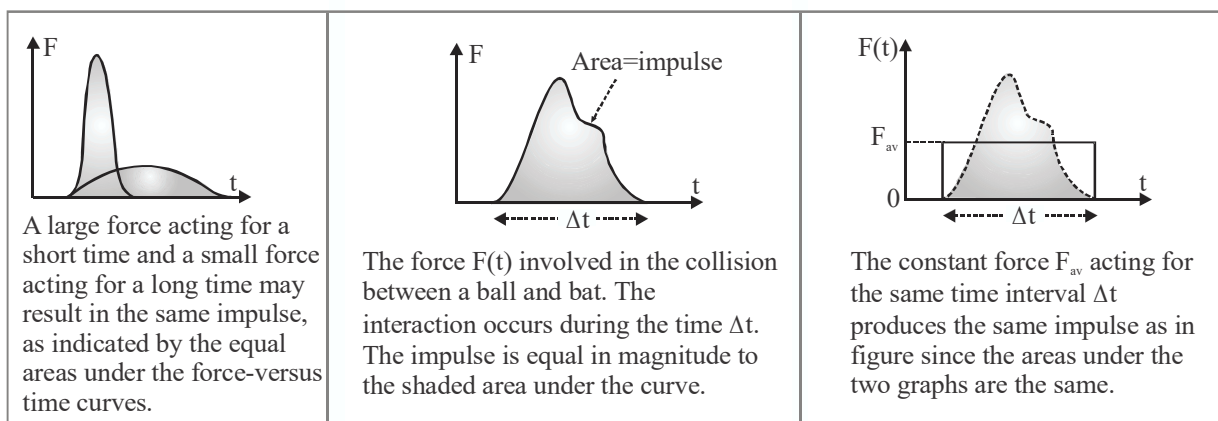 F
t
A large force acting for a
short time and a small force
acting for a long time may
result in the same impulse,
as indicated by the equal
areas under the force-versus
time curves.
F
Area=impulse
t
Δt
The force F(t) involved in the collision
between a ball and bat. The
interaction occurs during the time Δt.
The impulse is equal in magnitude to
the shaded area under the curve.
F(t)
F_av
t
0
Δt
The constant force F_av acting for
the same time interval Δt
produces the same impulse as in
figure since the areas under the
two graphs are the same.